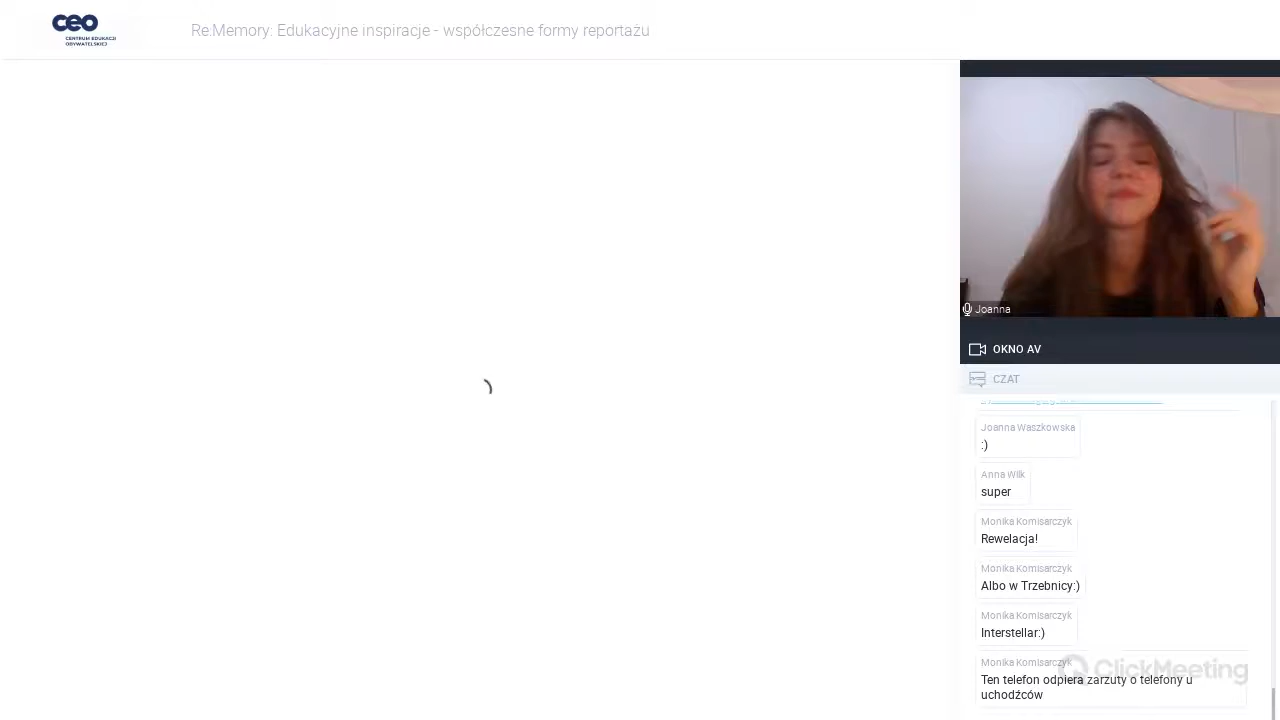 ceo
CENTRUM EDUKACJI
OBYWATELSKIEJ
Re:Memory: Edukacyjne inspiracje - współczesne formy reportażu
Joanna
OKNO AV
CZAT
Joanna Waszkowska
:)
Anna Wilk
super
Monika Komisarczyk
Rewelacja!
Monika Komisarczyk
Albo w Trzebnicy:)
Monika Komisarczyk
Interstellar:)
Monika Komisarczyk
Ten telefon odpiera zarzuty o telefony u
uchodźców
ClickMeeting